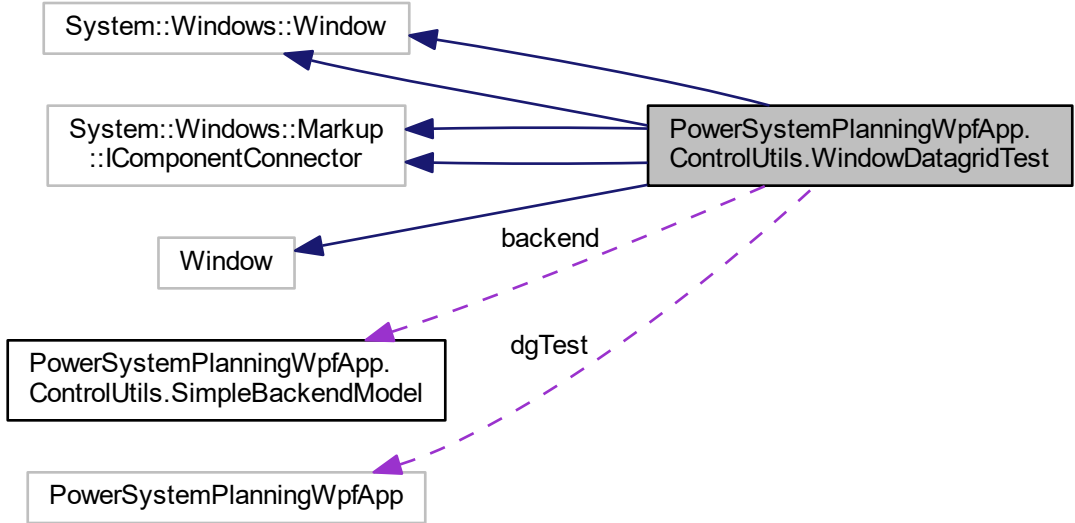 System::Windows::Window
System::Windows::Markup
::IComponentConnector
PowerSystemPlanningWpfApp.
ControlUtils.WindowDatagridTest
Window
backend
PowerSystemPlanningWpfApp.
ControlUtils.SimpleBackendModel
dgTest
PowerSystemPlanningWpfApp